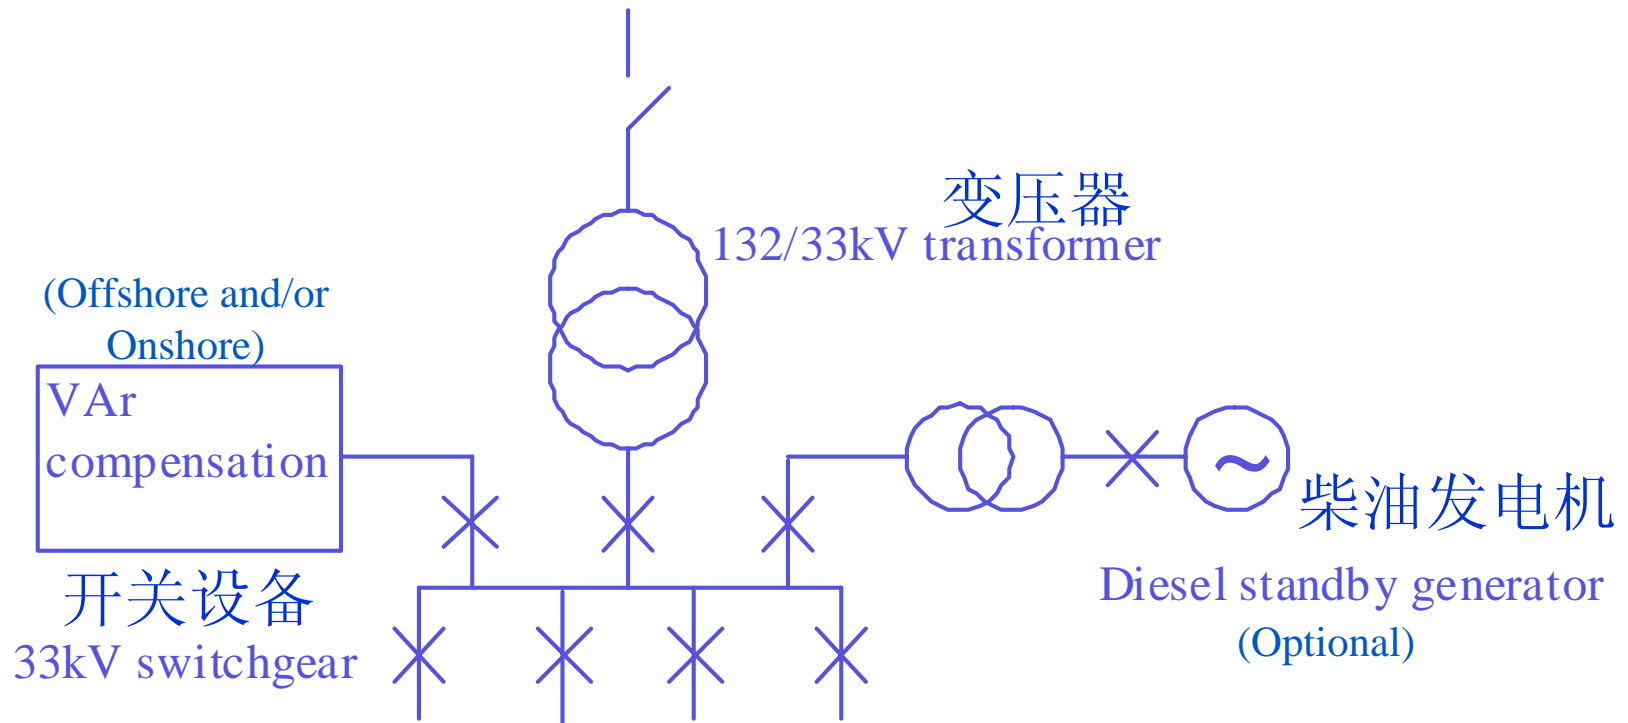 变压器
132/33kV transformer
(Offshore and/or
Onshore)
VAr
compensation
~
柴油发电机
开关设备
Diesel standby generator
33kV switchgear
(Optional)